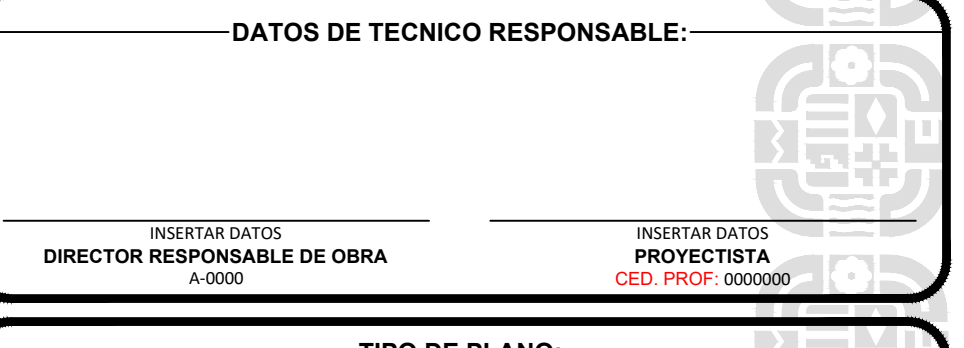 DATOS DE TECNICO RESPONSABLE:
INSERTAR DATOS
DIRECTOR RESPONSABLE DE OBRA
A-0000
INSERTAR DATOS
PROYECTISTA
CED. PROF: 0000000
TIPO DE PLANO: